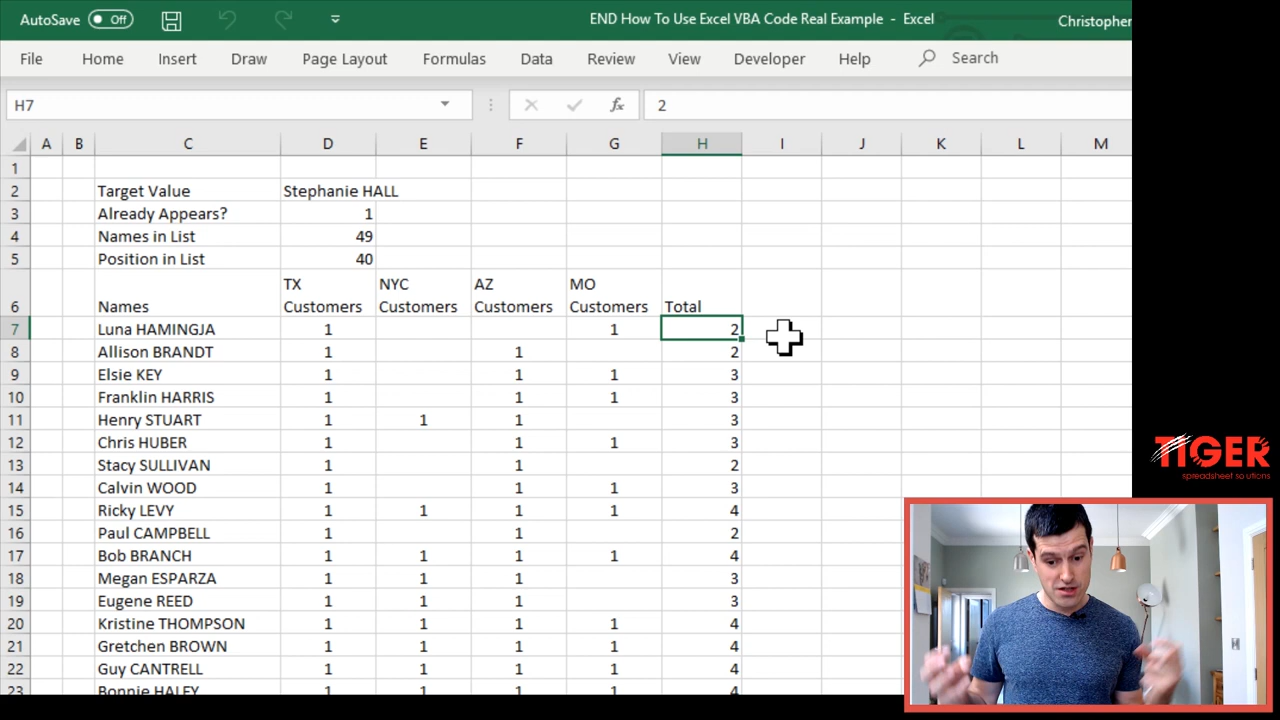 AutoSave Off END How To Use Excel VBA Code Real Example - Excel Christopher
File Home Insert Draw Page Layout Formulas Data Review View Developer Help Search
H7 fx 2
A B C D E F G H I J K L M
1
2 Target Value Stephanie HALL
3 Already Appears? 1
4 Names in List 49
5 Position in List 40
TX NYC AZ MO
6 Names Customers Customers Customers Customers Total
7 Luna HAMINGJA 1 1 2
8 Allison BRANDT 1 1 2
9 Elsie KEY 1 1 1 3
10 Franklin HARRIS 1 1 1 3
11 Henry STUART 1 1 1 3
12 Chris HUBER 1 1 1 3
13 Stacy SULLIVAN 1 1 2
14 Calvin WOOD 1 1 1 3
15 Ricky LEVY 1 1 1 1 4
16 Paul CAMPBELL 1 1 2
17 Bob BRANCH 1 1 1 1 4
18 Megan ESPARZA 1 1 1 3
19 Eugene REED 1 1 1 3
20 Kristine THOMPSON 1 1 1 1 4
21 Gretchen BROWN 1 1 1 1 4
22 Guy CANTRELL 1 1 1 1 4
23 Bonnie HALEY 1 1 1 1 4
TIGER
spreadsheet solutions